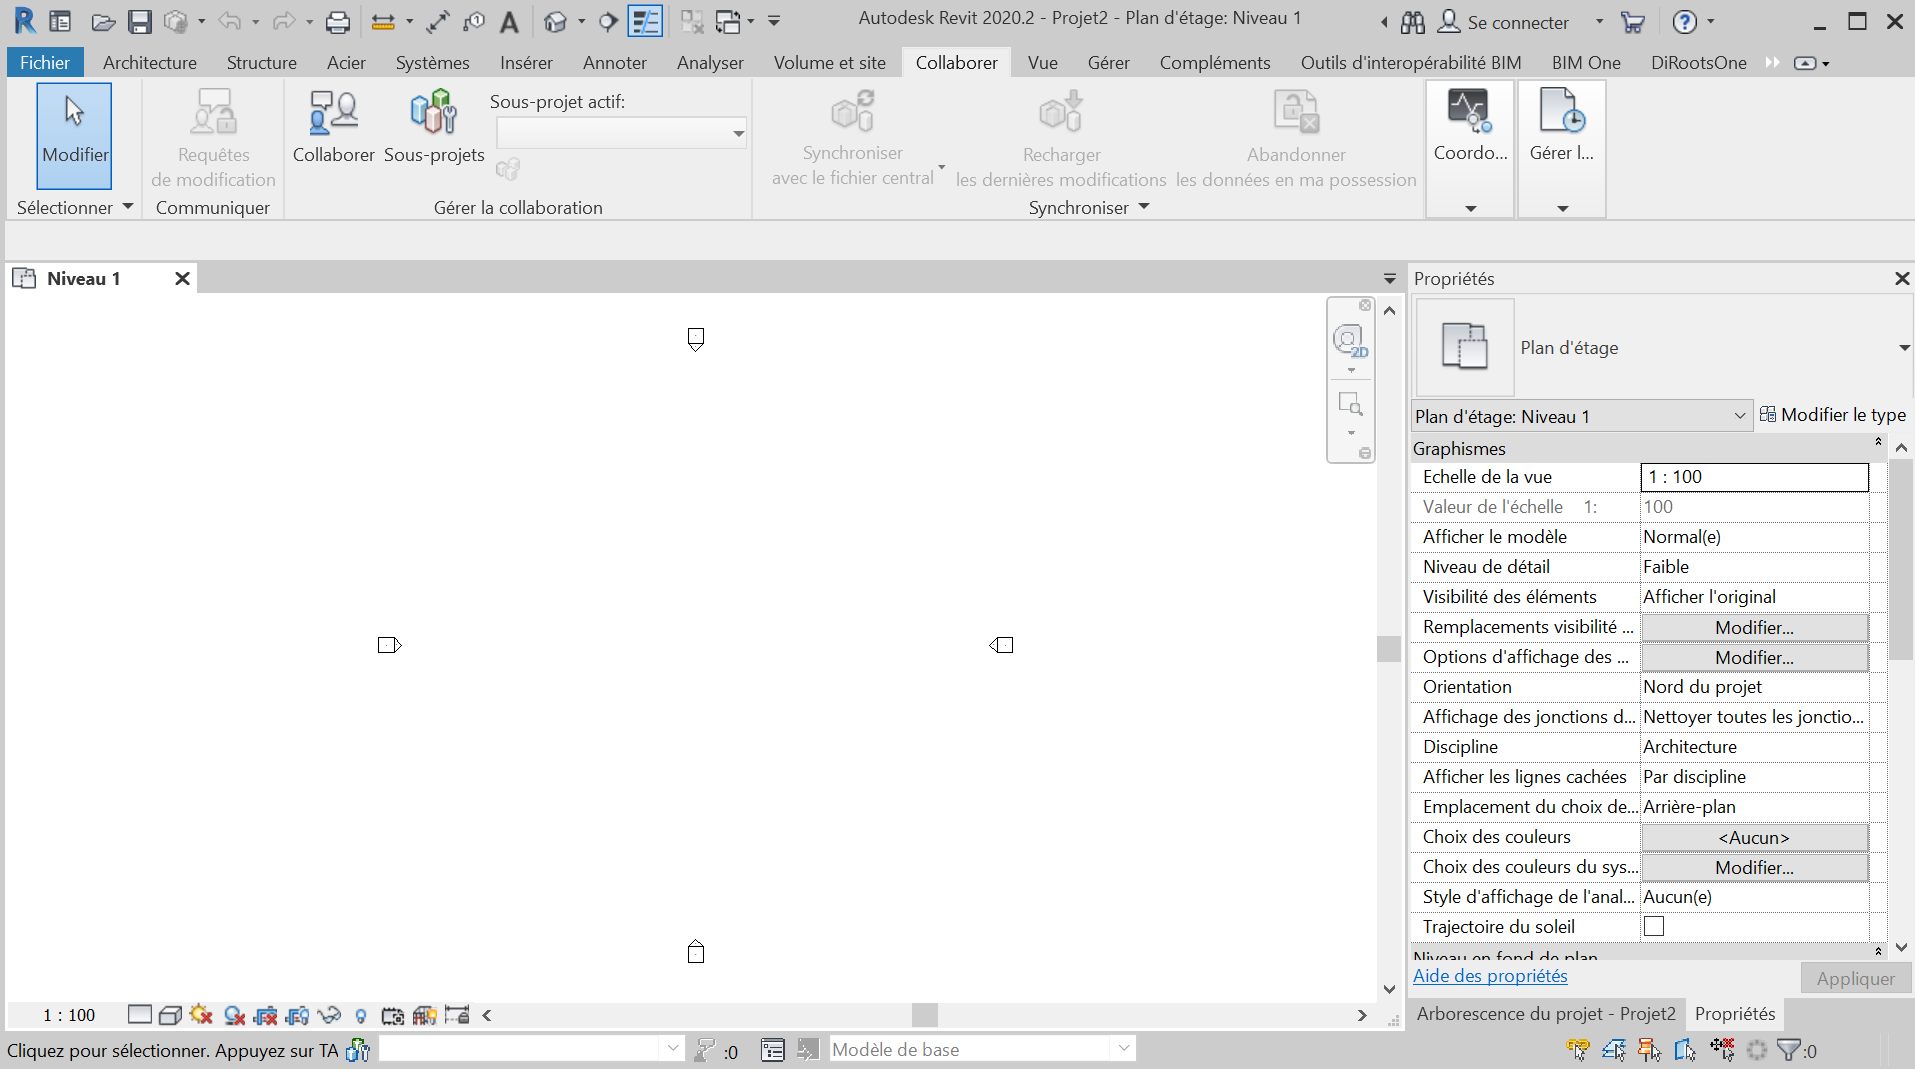 Autodesk Revit 2020.2 - Projet2 - Plan d'étage: Niveau 1
Se connecter
Fichier Architecture Structure Acier Systèmes Insérer Annoter Analyser Volume et site Collaborer Vue Gérer Compléments Outils d'interopérabilité BIM BIM One DiRootsOne
Modifier
Sélectionner
Requêtes
de modification
Communiquer
Collaborer
Sous-projets
Sous-projet actif:
Gérer la collaboration
Synchroniser
avec le fichier central
Recharger
les dernières modifications
Abandonner
les données en ma possession
Synchroniser
Coordo...
Gérer l...
Niveau 1
2D
Propriétés
Plan d'étage
Plan d'étage: Niveau 1
Modifier le type
Graphismes
Echelle de la vue 1 : 100
Valeur de l'échelle 1: 100
Afficher le modèle Normal(e)
Niveau de détail Faible
Visibilité des éléments Afficher l'original
Remplacements visibilité ... Modifier...
Options d'affichage des ... Modifier...
Orientation Nord du projet
Affichage des jonctions d... Nettoyer toutes les jonctio...
Discipline Architecture
Afficher les lignes cachées Par discipline
Emplacement du choix de... Arrière-plan
Choix des couleurs <Aucun>
Choix des couleurs du sys... Modifier...
Style d'affichage de l'anal... Aucun(e)
Trajectoire du soleil
Niveau en fond de plan
Aide des propriétés
Appliquer
Arborescence du projet - Projet2 Propriétés
1 : 100
Cliquez pour sélectionner. Appuyez sur TA
:0
Modèle de base
:0